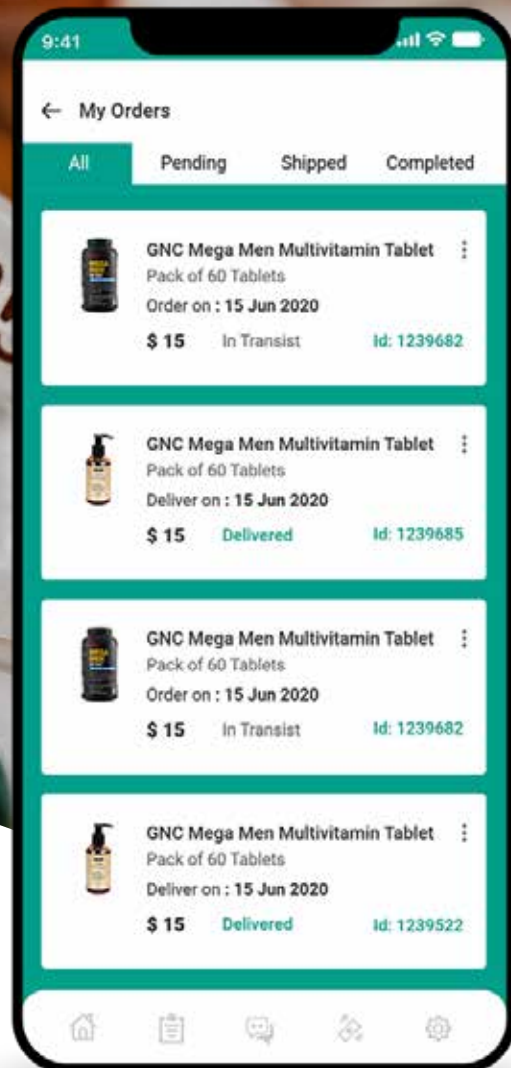 9:41
My Orders
All Pending Shipped Completed
GNC Mega Men Multivitamin Tablet
Pack of 60 Tablets
Order on : 15 Jun 2020
$ 15 In Transist Id: 1239682
GNC Mega Men Multivitamin Tablet
Pack of 60 Tablets
Deliver on : 15 Jun 2020
$ 15 Delivered Id: 1239685
GNC Mega Men Multivitamin Tablet
Pack of 60 Tablets
Order on : 15 Jun 2020
$ 15 In Transist Id: 1239682
GNC Mega Men Multivitamin Tablet
Pack of 60 Tablets
Deliver on : 15 Jun 2020
$ 15 Delivered Id: 1239522